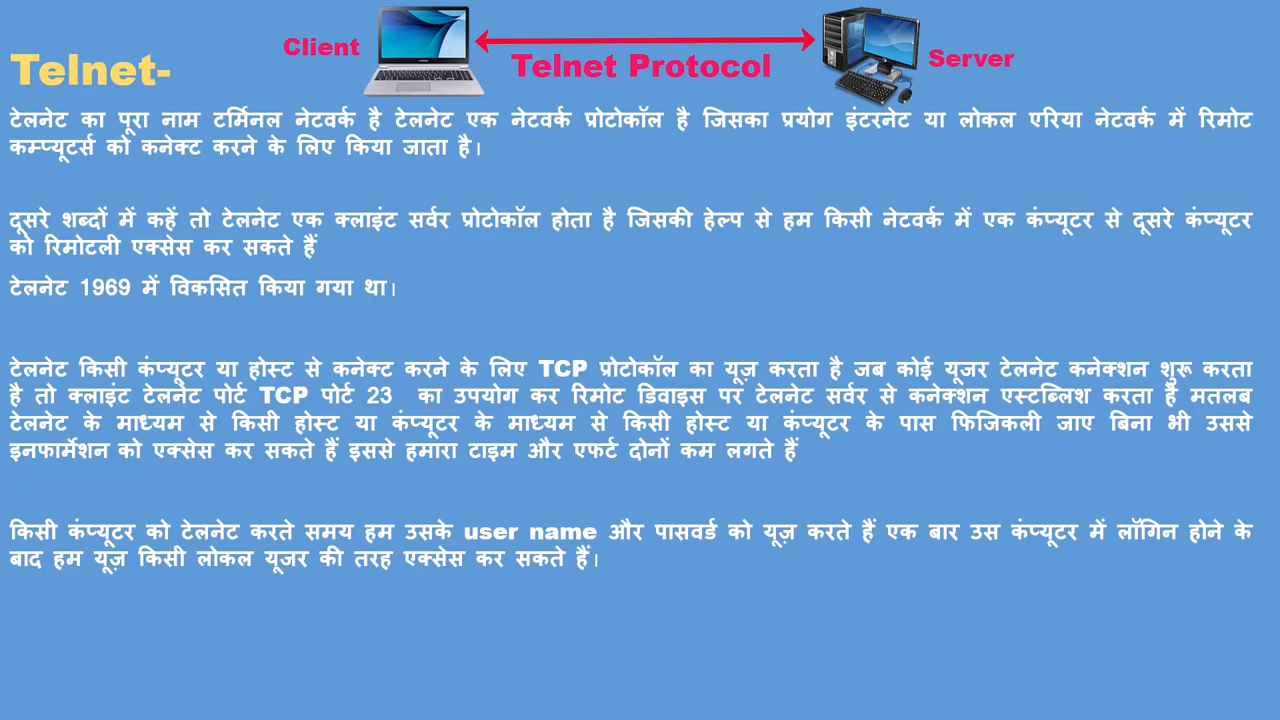 Client
Telnet Protocol
Server
Telnet-
टेलनेट का पूरा नाम टर्मिनल नेटवर्क है टेलनेट एक नेटवर्क प्रोटोकॉल है जिसका प्रयोग इंटरनेट या लोकल एरिया नेटवर्क में रिमोट
कम्प्यूटर्स को कनेक्ट करने के लिए किया जाता है।
दूसरे शब्दों में कहें तो टेलनेट एक क्लाइंट सर्वर प्रोटोकॉल होता है जिसकी हेल्प से हम किसी नेटवर्क में एक कंप्यूटर से दूसरे कंप्यूटर
को रिमोटली एक्सेस कर सकते हैं
टेलनेट 1969 में विकसित किया गया था।
टेलनेट किसी कंप्यूटर या होस्ट से कनेक्ट करने के लिए TCP प्रोटोकॉल का यूज़ करता है जब कोई यूजर टेलनेट कनेक्शन शुरू करता
है तो क्लाइंट टेलनेट पोर्ट TCP पोर्ट 23 का उपयोग कर रिमोट डिवाइस पर टेलनेट सर्वर से कनेक्शन एस्टब्लिश करता है मतलब
टेलनेट के माध्यम से किसी होस्ट या कंप्यूटर के माध्यम से किसी होस्ट या कंप्यूटर के पास फिजिकली जाए बिना भी उससे
इनफार्मेशन को एक्सेस कर सकते हैं इससे हमारा टाइम और एफर्ट दोनों कम लगते हैं
किसी कंप्यूटर को टेलनेट करते समय हम उसके user name और पासवर्ड को यूज़ करते हैं एक बार उस कंप्यूटर में लॉगिन होने के
बाद हम यूज़ किसी लोकल यूजर की तरह एक्सेस कर सकते हैं।